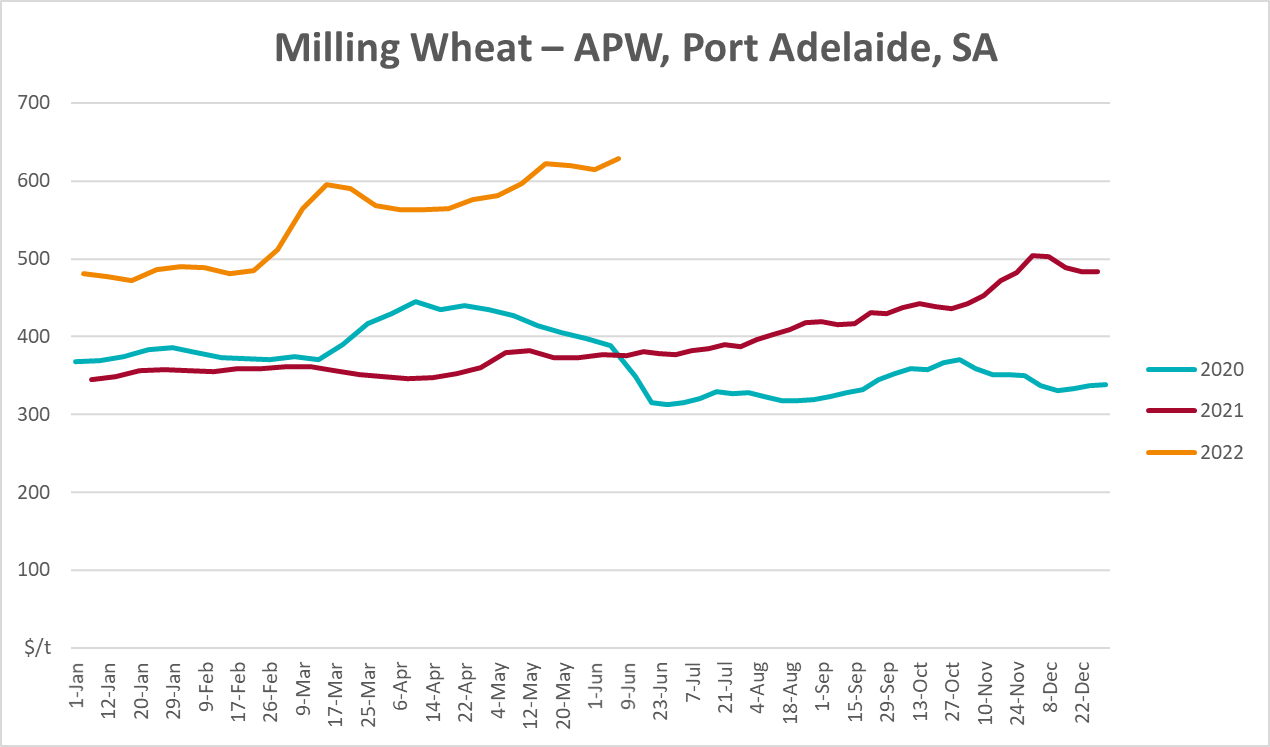 Milling Wheat – APW, Port Adelaide, SA
700
600
500
400
300
200
100
$/t
1-Jan
12-Jan
20-Jan
29-Jan
9-Feb
17-Feb
26-Feb
9-Mar
17-Mar
25-Mar
6-Apr
14-Apr
22-Apr
4-May
12-May
20-May
1-Jun
9-Jun
23-Jun
7-Jul
21-Jul
4-Aug
18-Aug
1-Sep
15-Sep
29-Sep
13-Oct
27-Oct
10-Nov
24-Nov
8-Dec
22-Dec
2020
2021
2022